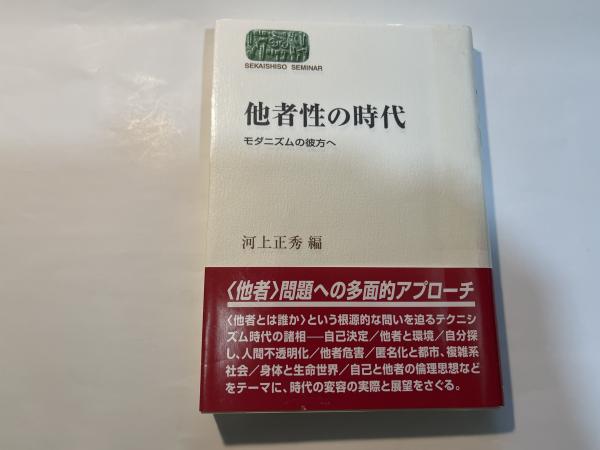 SEKAISHISO SEMINAR
他者性の時代
モダニズムの彼方へ
河上正秀 編
〈他者〉問題への多面的アプローチ
〈他者とは誰か〉という根源的な問いを迫るテクニシ
ズム時代の諸相──自己決定／他者と環境／自分探
し、人間不透明化／他者危害／匿名化と都市、複雑系
社会／身体と生命世界／自己と他者の倫理思想など
をテーマに、時代の変容の実際と展望をさぐる。